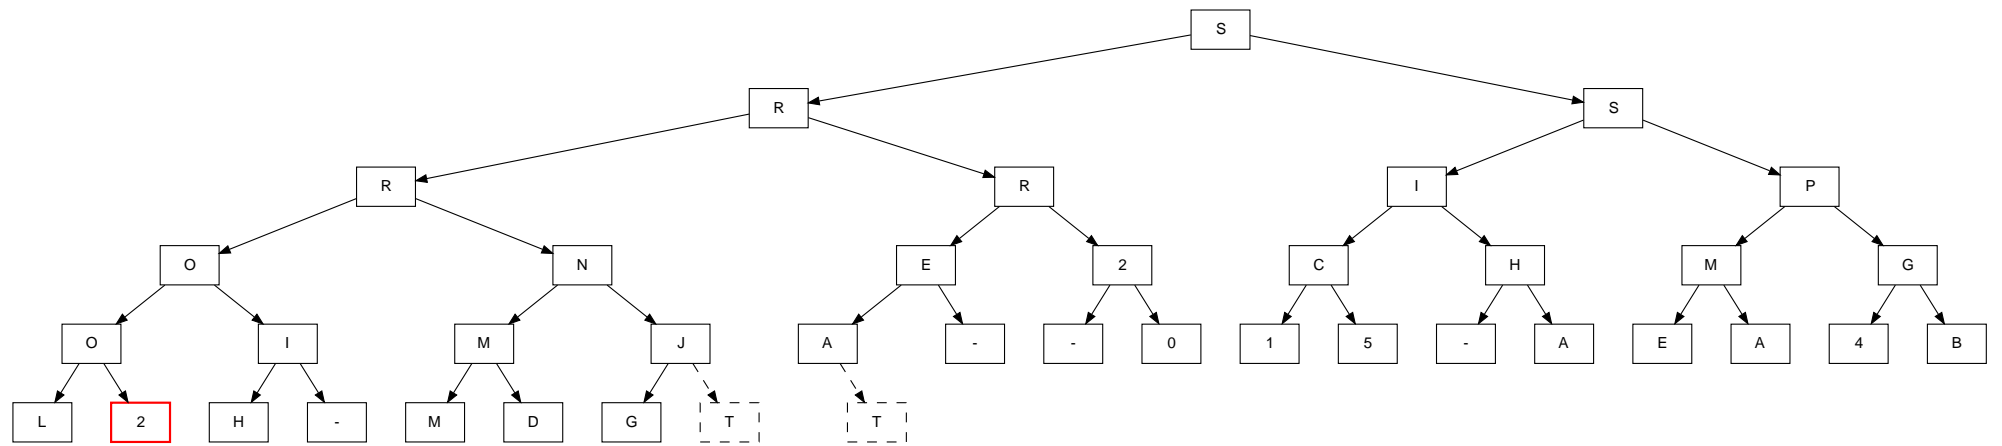 S
R S
R R I P
O N E 2 C H M G
O I M J A - - 0 1 5 - A E A 4 B
L 2 H - M D G T T